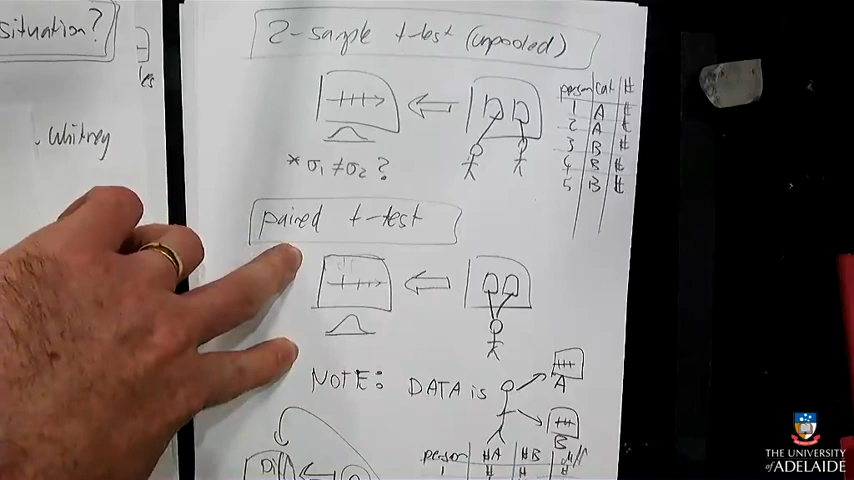 situation?
Yes
Whitney
2-sample t-test (unpooled)
person cat #
1 A #
2 A #
3 B #
4 B #
5 B #
* σ₁ ≠ σ₂ ?
paired t-test
NOTE: DATA is
A
B
person #A #B
1 # # #
THE UNIVERSITY
of ADELAIDE